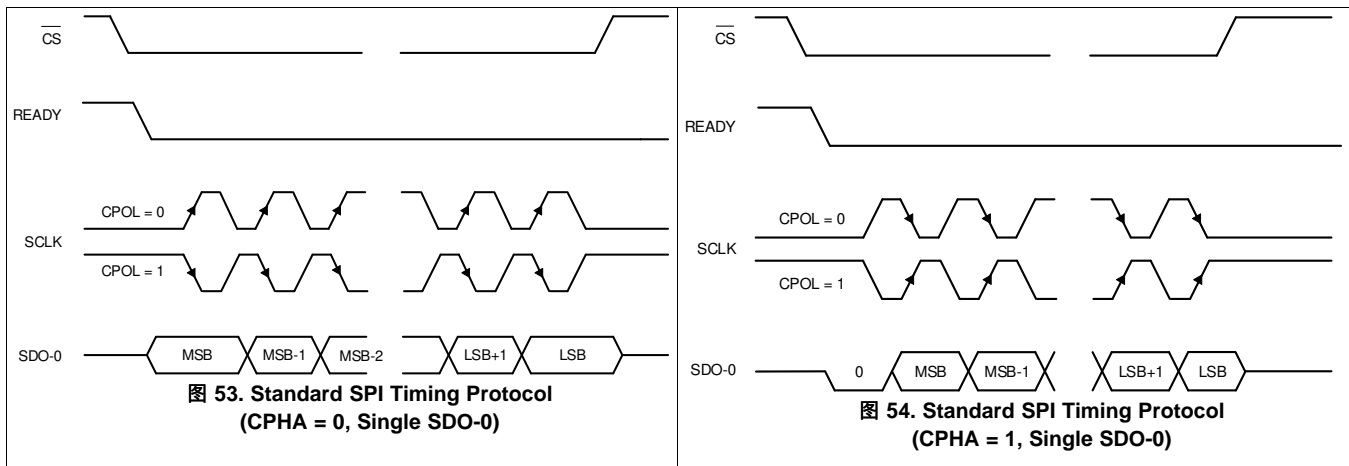 CS
READY
CPOL = 0
SCLK
CPOL = 1
SDO-0
MSB
MSB-1
MSB-2
LSB+1
LSB
图 53. Standard SPI Timing Protocol
(CPHA = 0, Single SDO-0)
CS
READY
CPOL = 0
SCLK
CPOL = 1
SDO-0
0
MSB
MSB-1
LSB+1
LSB
图 54. Standard SPI Timing Protocol
(CPHA = 1, Single SDO-0)